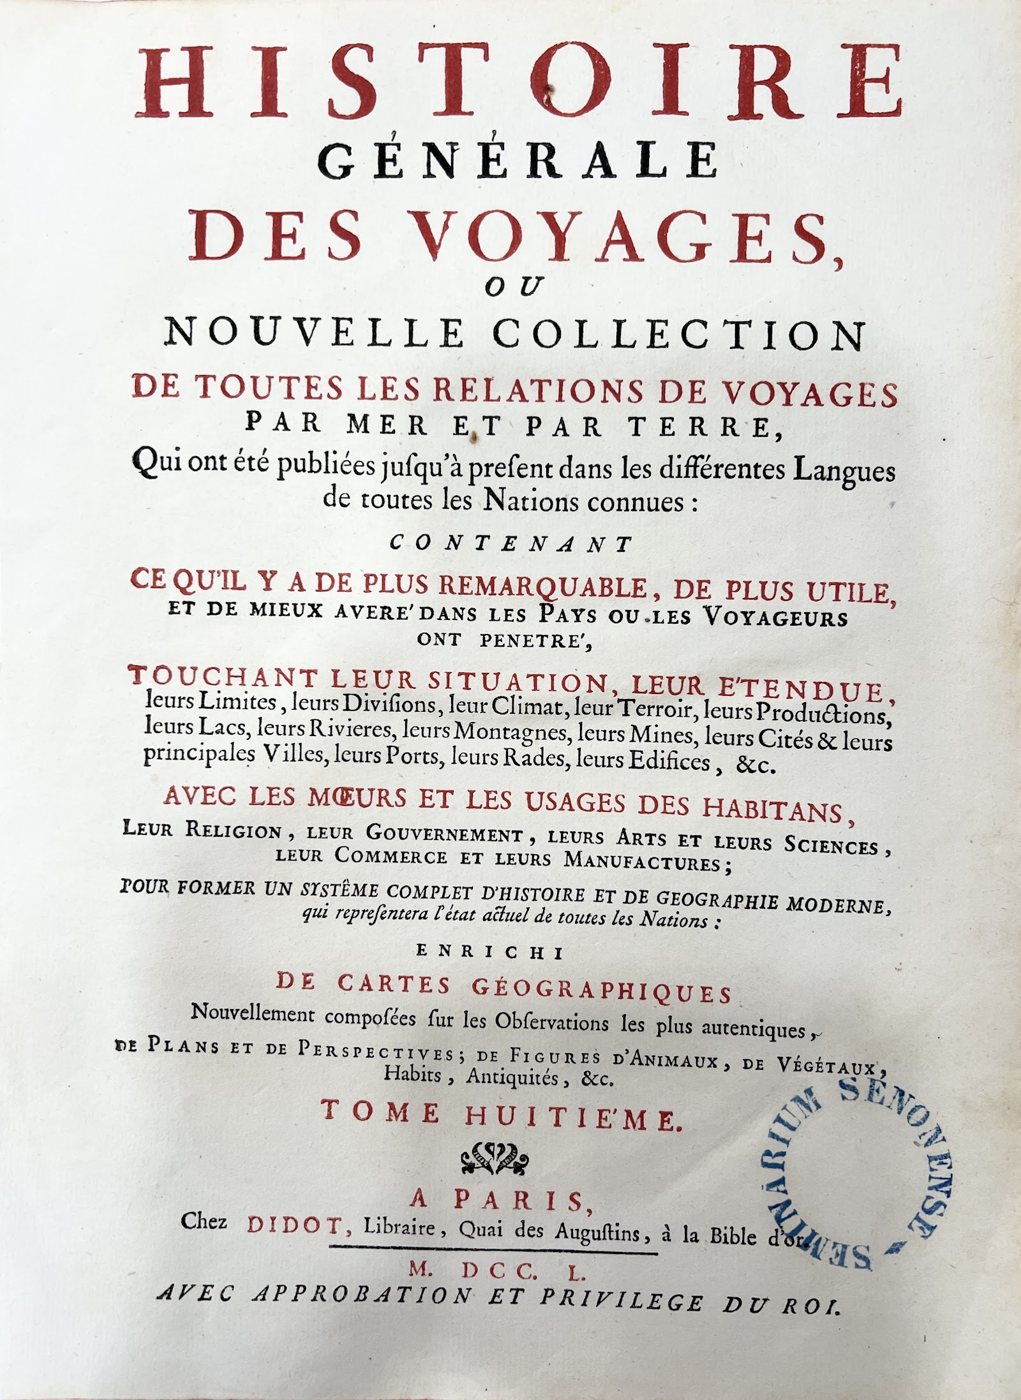 HISTOIRE
GÉNÉRALE
DES VOYAGES,
OU
NOUVELLE COLLECTION
DE TOUTES LES RELATIONS DE VOYAGES
PAR MER ET PAR TERRE,
Qui ont été publiées juſqu'à preſent dans les différentes Langues
de toutes les Nations connues :
CONTENANT
CE QU'IL Y A DE PLUS REMARQUABLE, DE PLUS UTILE,
ET DE MIEUX AVERE' DANS LES PAYS OU LES VOYAGEURS
ONT PENETRE',
TOUCHANT LEUR SITUATION, LEUR E'TENDUE,
leurs Limites, leurs Diviſions, leur Climat, leur Terroir, leurs Productions,
leurs Lacs, leurs Rivieres, leurs Montagnes, leurs Mines, leurs Cités & leurs
principales Villes, leurs Ports, leurs Rades, leurs Edifices, &c.
AVEC LES MŒURS ET LES USAGES DES HABITANS,
LEUR RELIGION, LEUR GOUVERNEMENT, LEURS ARTS ET LEURS SCIENCES,
LEUR COMMERCE ET LEURS MANUFACTURES;
POUR FORMER UN SYSTÊME COMPLET D'HISTOIRE ET DE GEOGRAPHIE MODERNE,
qui repreſentera l'état actuel de toutes les Nations :
ENRICHI
DE CARTES GÉOGRAPHIQUES
Nouvellement compoſées ſur les Obſervations les plus autentiques,
DE PLANS ET DE PERSPECTIVES; DE FIGURES D'ANIMAUX, DE VÉGÉTAUX,
Habits, Antiquités, &c.
TOME HUITIE'ME.
SEMINARIUM SENONENSE
A PARIS,
Chez DIDOT, Libraire, Quai des Auguſtins, à la Bible d'or.
M. DCC. L.
AVEC APPROBATION ET PRIVILEGE DU ROI.